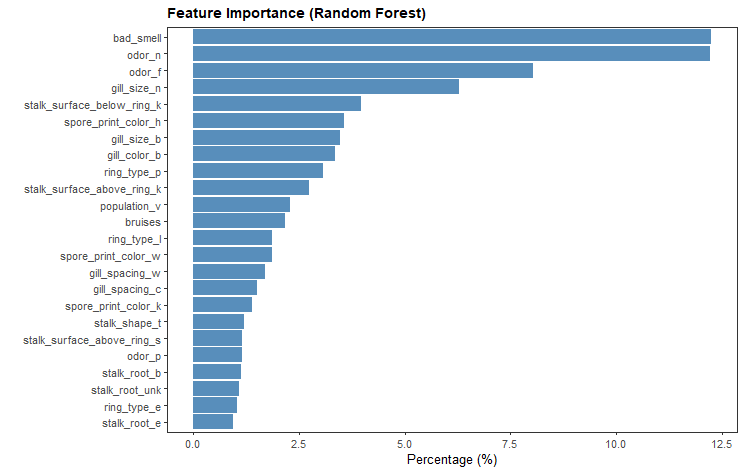 Feature Importance (Random Forest)
bad_smell
odor_n
odor_f
gill_size_n
stalk_surface_below_ring_k
spore_print_color_h
gill_size_b
gill_color_b
ring_type_p
stalk_surface_above_ring_k
population_v
bruises
ring_type_l
spore_print_color_w
gill_spacing_w
gill_spacing_c
spore_print_color_k
stalk_shape_t
stalk_surface_above_ring_s
odor_p
stalk_root_b
stalk_root_unk
ring_type_e
stalk_root_e
0.0 2.5 5.0 7.5 10.0 12.5
Percentage (%)